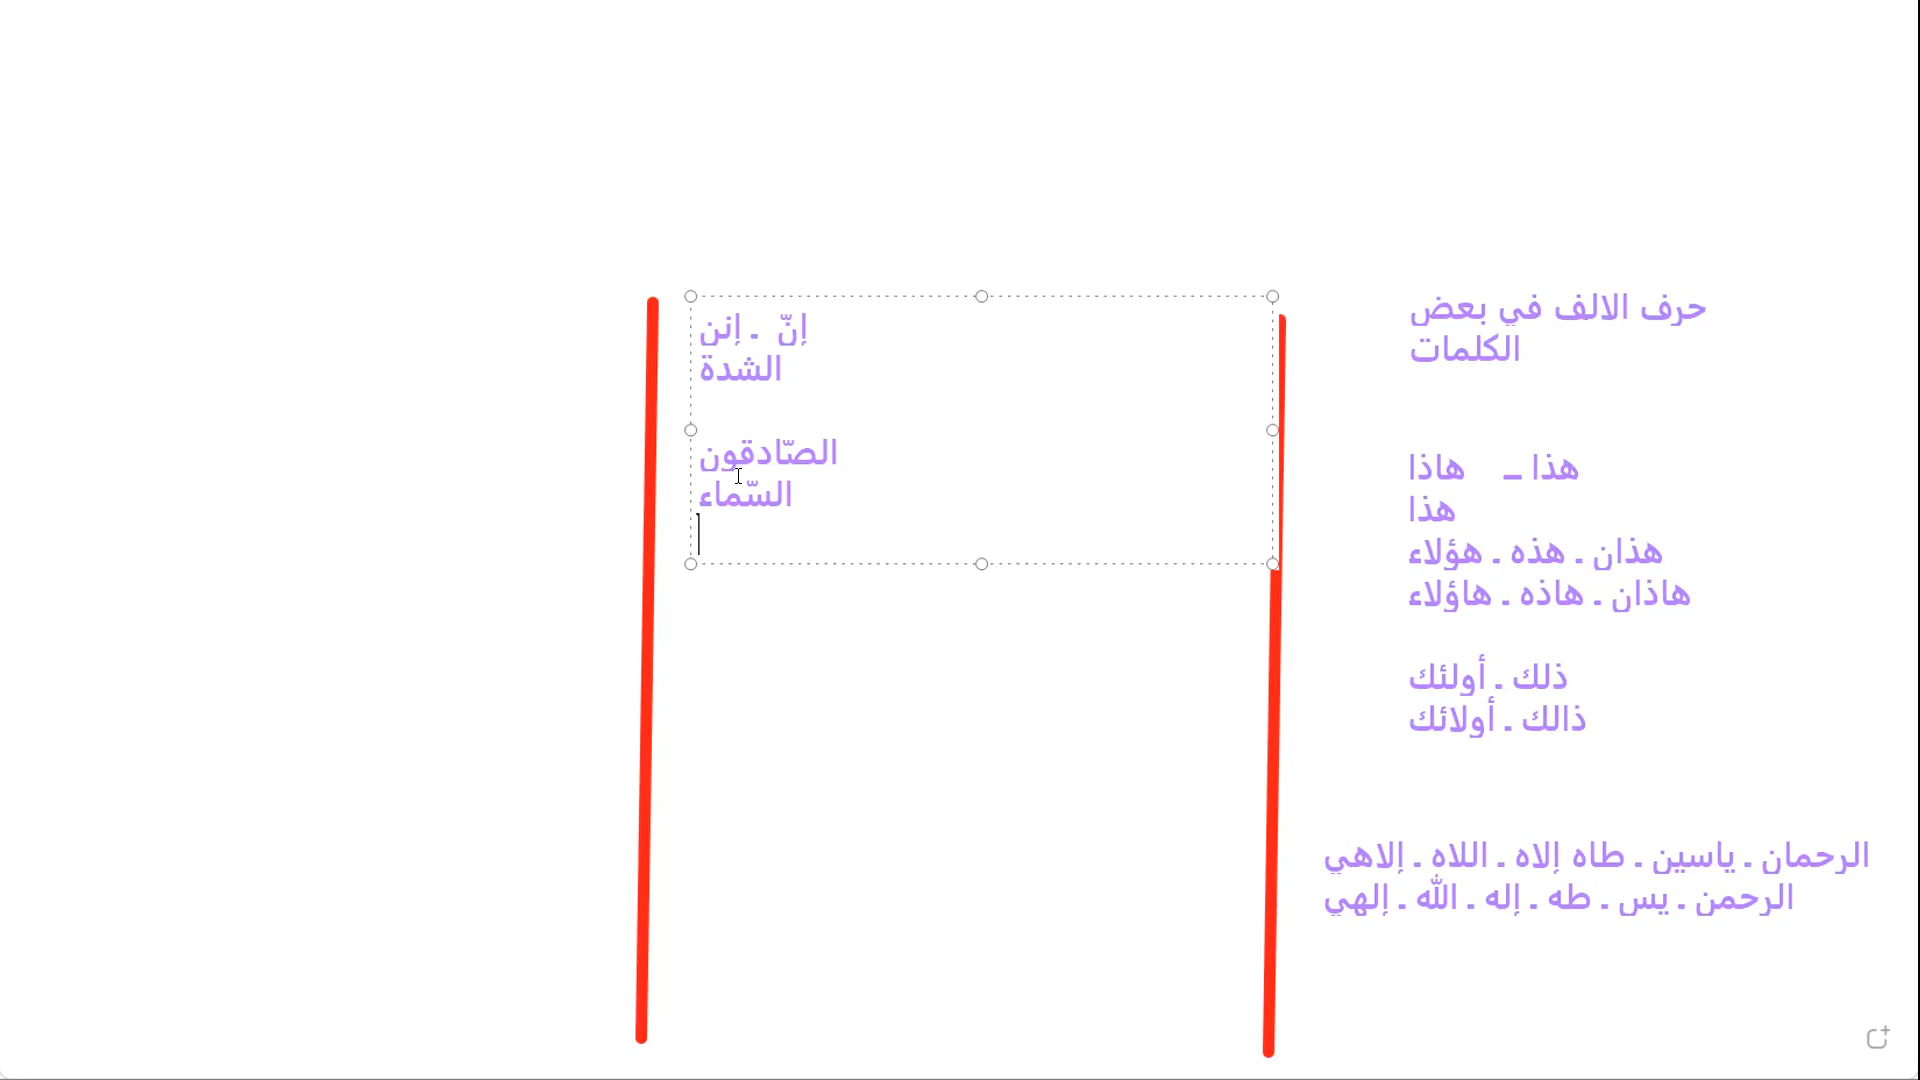 حرف الالف في بعض
الكلمات
هذا ـ هاذا
هذا
هذان ـ هذه ـ هؤلاء
هاذان ـ هاذه ـ هاؤلاء
ذلك ـ أولئك
ذالك ـ أولائك
الرحمان ـ ياسين ـ طاه إلاه ـ اللاه ـ إلاهي
الرحمن ـ يس ـ طه ـ إله ـ الله ـ إلهي
إنّ ـ إنن
الشدة
الصّادقون
السّماء